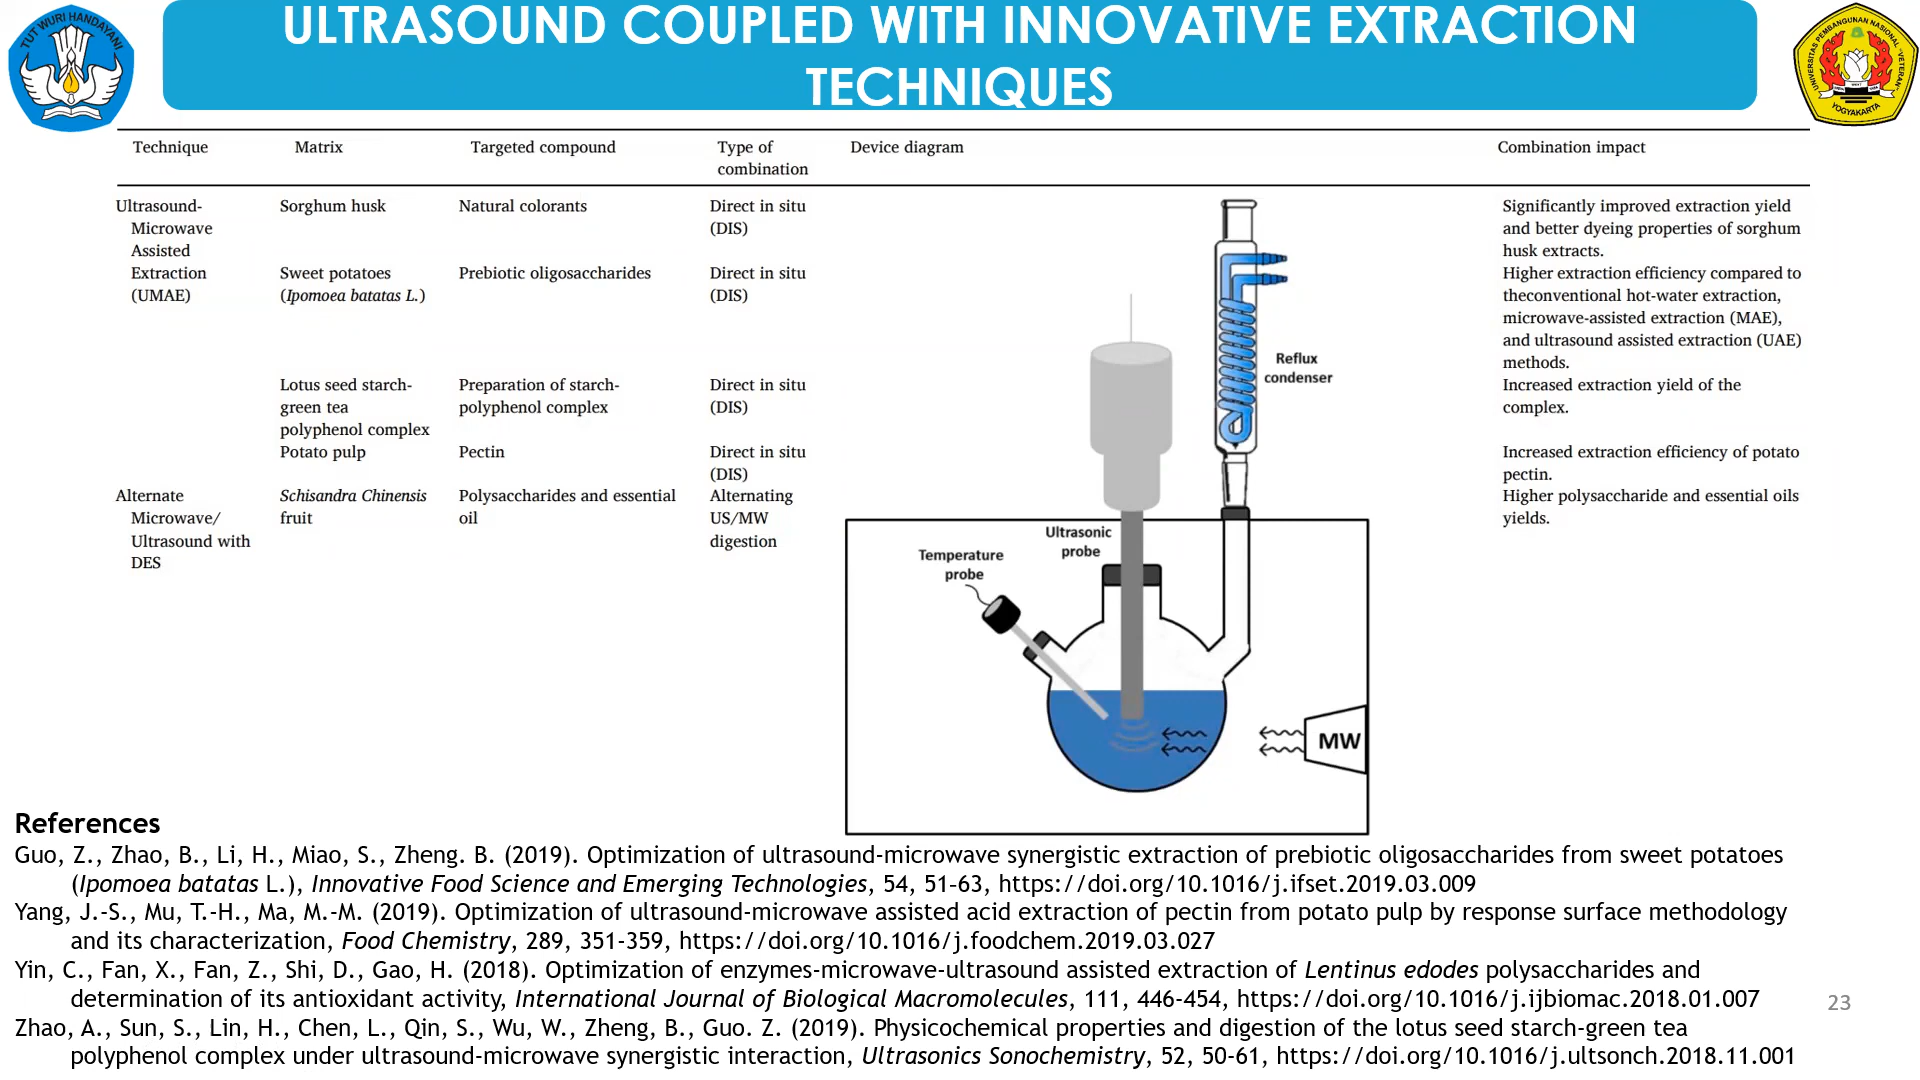 ULTRASOUND COUPLED WITH INNOVATIVE EXTRACTION
TECHNIQUES
TUT WURI HANDAYANI
UNIVERSITAS PEMBANGUNAN NASIONAL "VETERAN"
YOGYAKARTA
Technique
Matrix
Targeted compound
Type of
combination
Device diagram
Combination impact
Ultrasound-
Microwave
Assisted
Extraction
(UMAE)
Sorghum husk
Natural colorants
Direct in situ
(DIS)
Significantly improved extraction yield
and better dyeing properties of sorghum
husk extracts.
Sweet potatoes
(Ipomoea batatas L.)
Prebiotic oligosaccharides
Direct in situ
(DIS)
Higher extraction efficiency compared to
theconventional hot-water extraction,
microwave-assisted extraction (MAE),
and ultrasound assisted extraction (UAE)
methods.
Lotus seed starch-
green tea
polyphenol complex
Preparation of starch-
polyphenol complex
Direct in situ
(DIS)
Increased extraction yield of the
complex.
Potato pulp
Pectin
Direct in situ
(DIS)
Increased extraction efficiency of potato
pectin.
Alternate
Microwave/
Ultrasound with
DES
Schisandra Chinensis
fruit
Polysaccharides and essential
oil
Alternating
US/MW
digestion
Higher polysaccharide and essential oils
yields.
Reflux
condenser
Ultrasonic
probe
Temperature
probe
MW
References
Guo, Z., Zhao, B., Li, H., Miao, S., Zheng. B. (2019). Optimization of ultrasound-microwave synergistic extraction of prebiotic oligosaccharides from sweet potatoes
(Ipomoea batatas L.), Innovative Food Science and Emerging Technologies, 54, 51–63, https://doi.org/10.1016/j.ifset.2019.03.009
Yang, J.-S., Mu, T.-H., Ma, M.-M. (2019). Optimization of ultrasound-microwave assisted acid extraction of pectin from potato pulp by response surface methodology
and its characterization, Food Chemistry, 289, 351-359, https://doi.org/10.1016/j.foodchem.2019.03.027
Yin, C., Fan, X., Fan, Z., Shi, D., Gao, H. (2018). Optimization of enzymes-microwave-ultrasound assisted extraction of Lentinus edodes polysaccharides and
determination of its antioxidant activity, International Journal of Biological Macromolecules, 111, 446-454, https://doi.org/10.1016/j.ijbiomac.2018.01.007
Zhao, A., Sun, S., Lin, H., Chen, L., Qin, S., Wu, W., Zheng, B., Guo. Z. (2019). Physicochemical properties and digestion of the lotus seed starch-green tea
polyphenol complex under ultrasound-microwave synergistic interaction, Ultrasonics Sonochemistry, 52, 50-61, https://doi.org/10.1016/j.ultsonch.2018.11.001
23